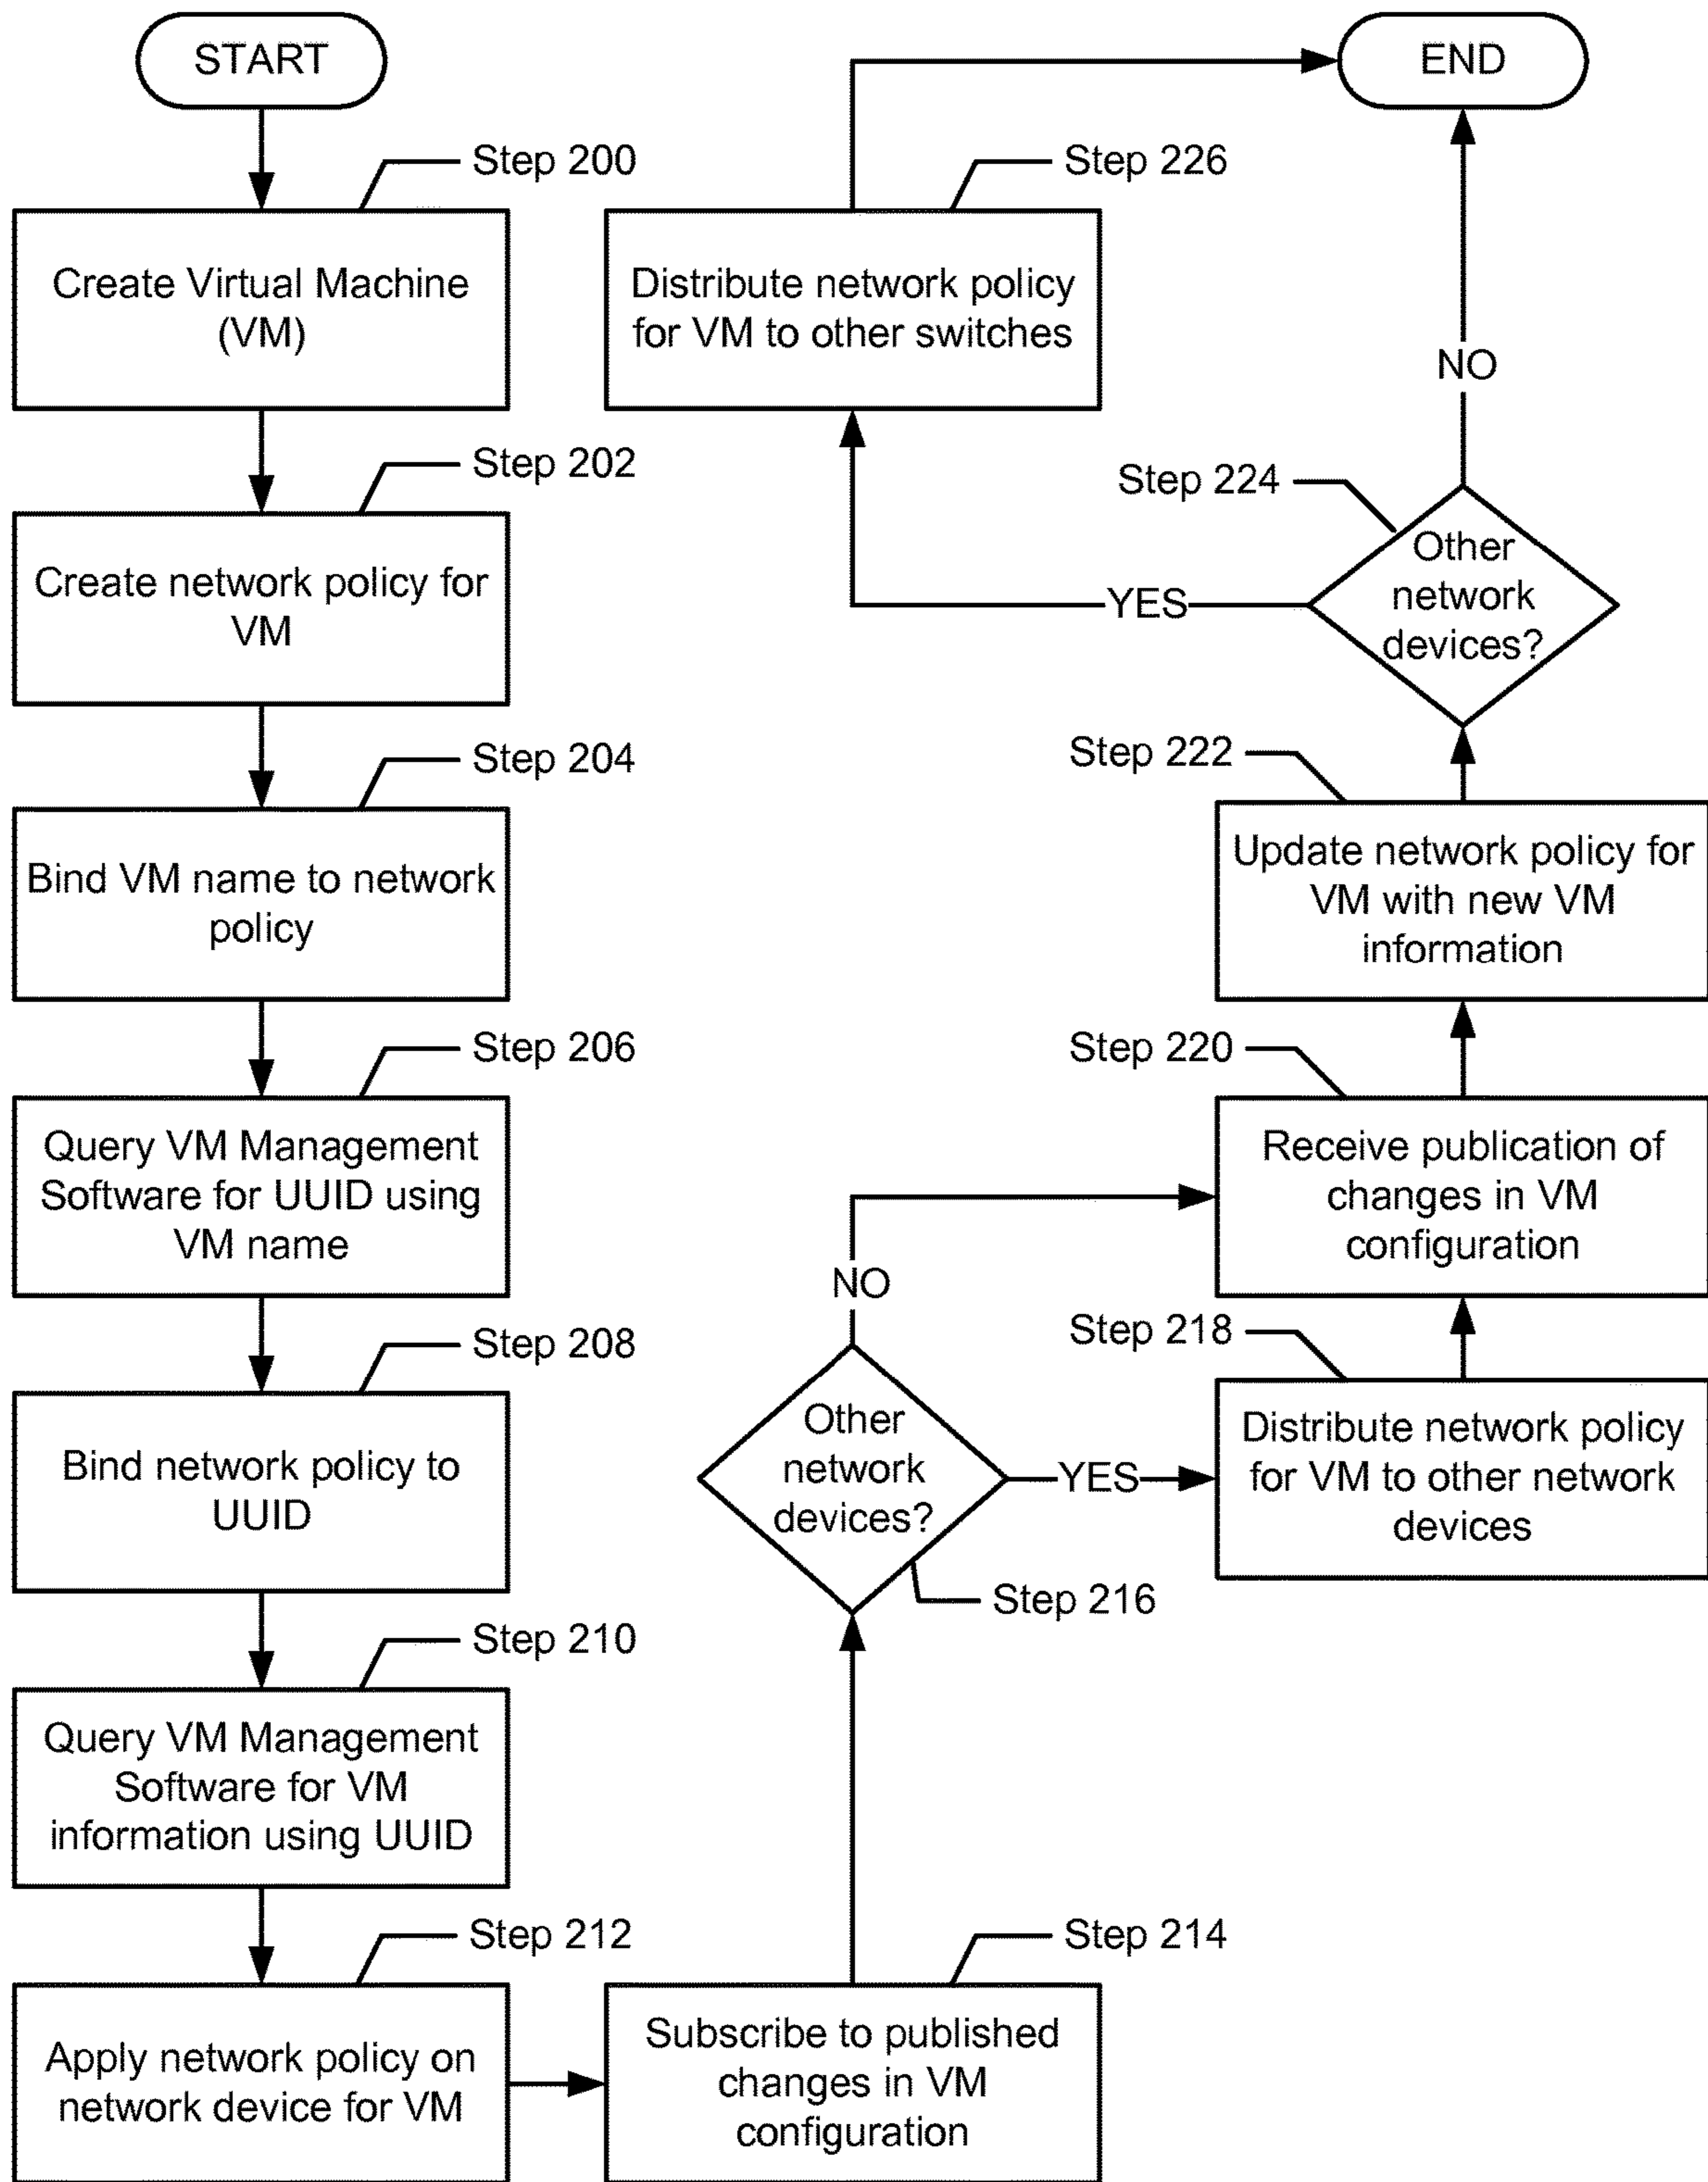 START
Step 200
Create Virtual Machine
(VM)
Step 202
Create network policy for
VM
Step 204
Bind VM name to network
policy
Step 206
Query VM Management
Software for UUID using
VM name
Step 208
Bind network policy to
UUID
Step 210
Query VM Management
Software for VM
information using UUID
Step 212
Apply network policy on
network device for VM
Step 214
Subscribe to published
changes in VM
configuration
Step 216
Other
network
devices?
NO
YES
Step 218
Distribute network policy
for VM to other network
devices
Step 220
Receive publication of
changes in VM
configuration
Step 222
Update network policy for
VM with new VM
information
Step 224
Other
network
devices?
YES
NO
Step 226
Distribute network policy
for VM to other switches
END